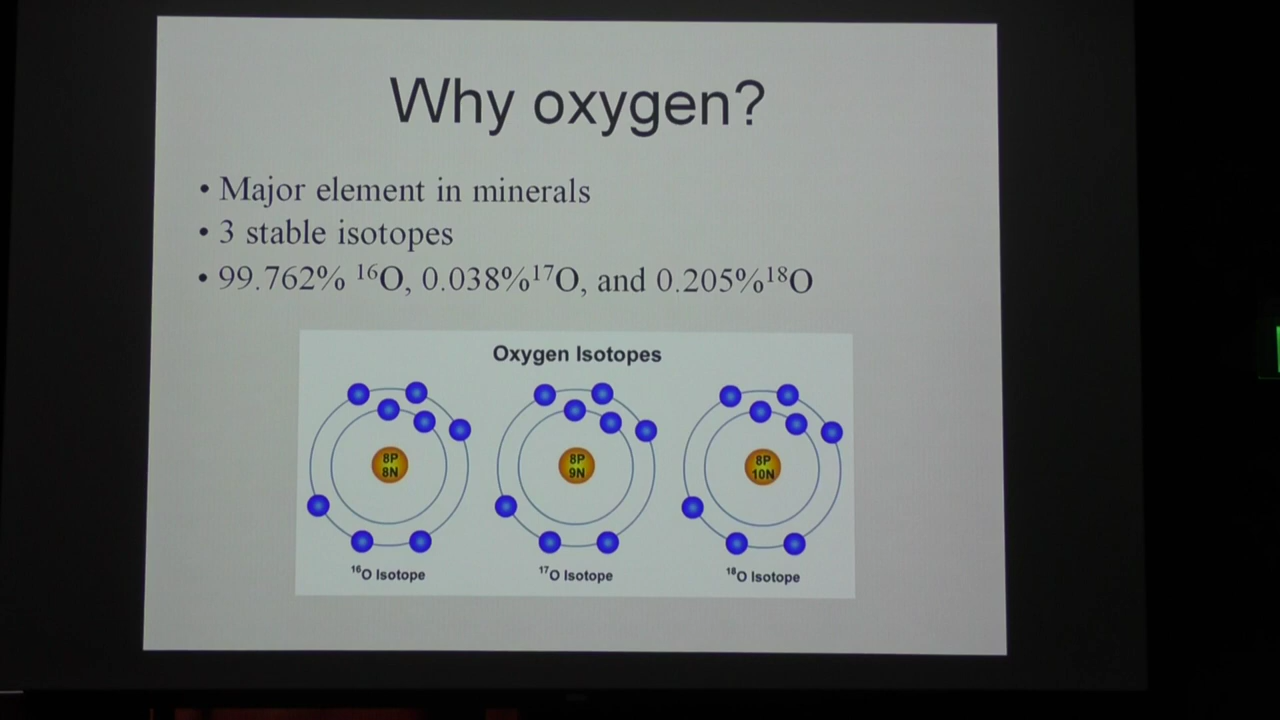 Why oxygen?
• Major element in minerals
• 3 stable isotopes
• 99.762% ¹⁶O, 0.038%¹⁷O, and 0.205%¹⁸O
Oxygen Isotopes
8P
8N
8P
9N
8P
10N
¹⁶O Isotope
¹⁷O Isotope
¹⁸O Isotope